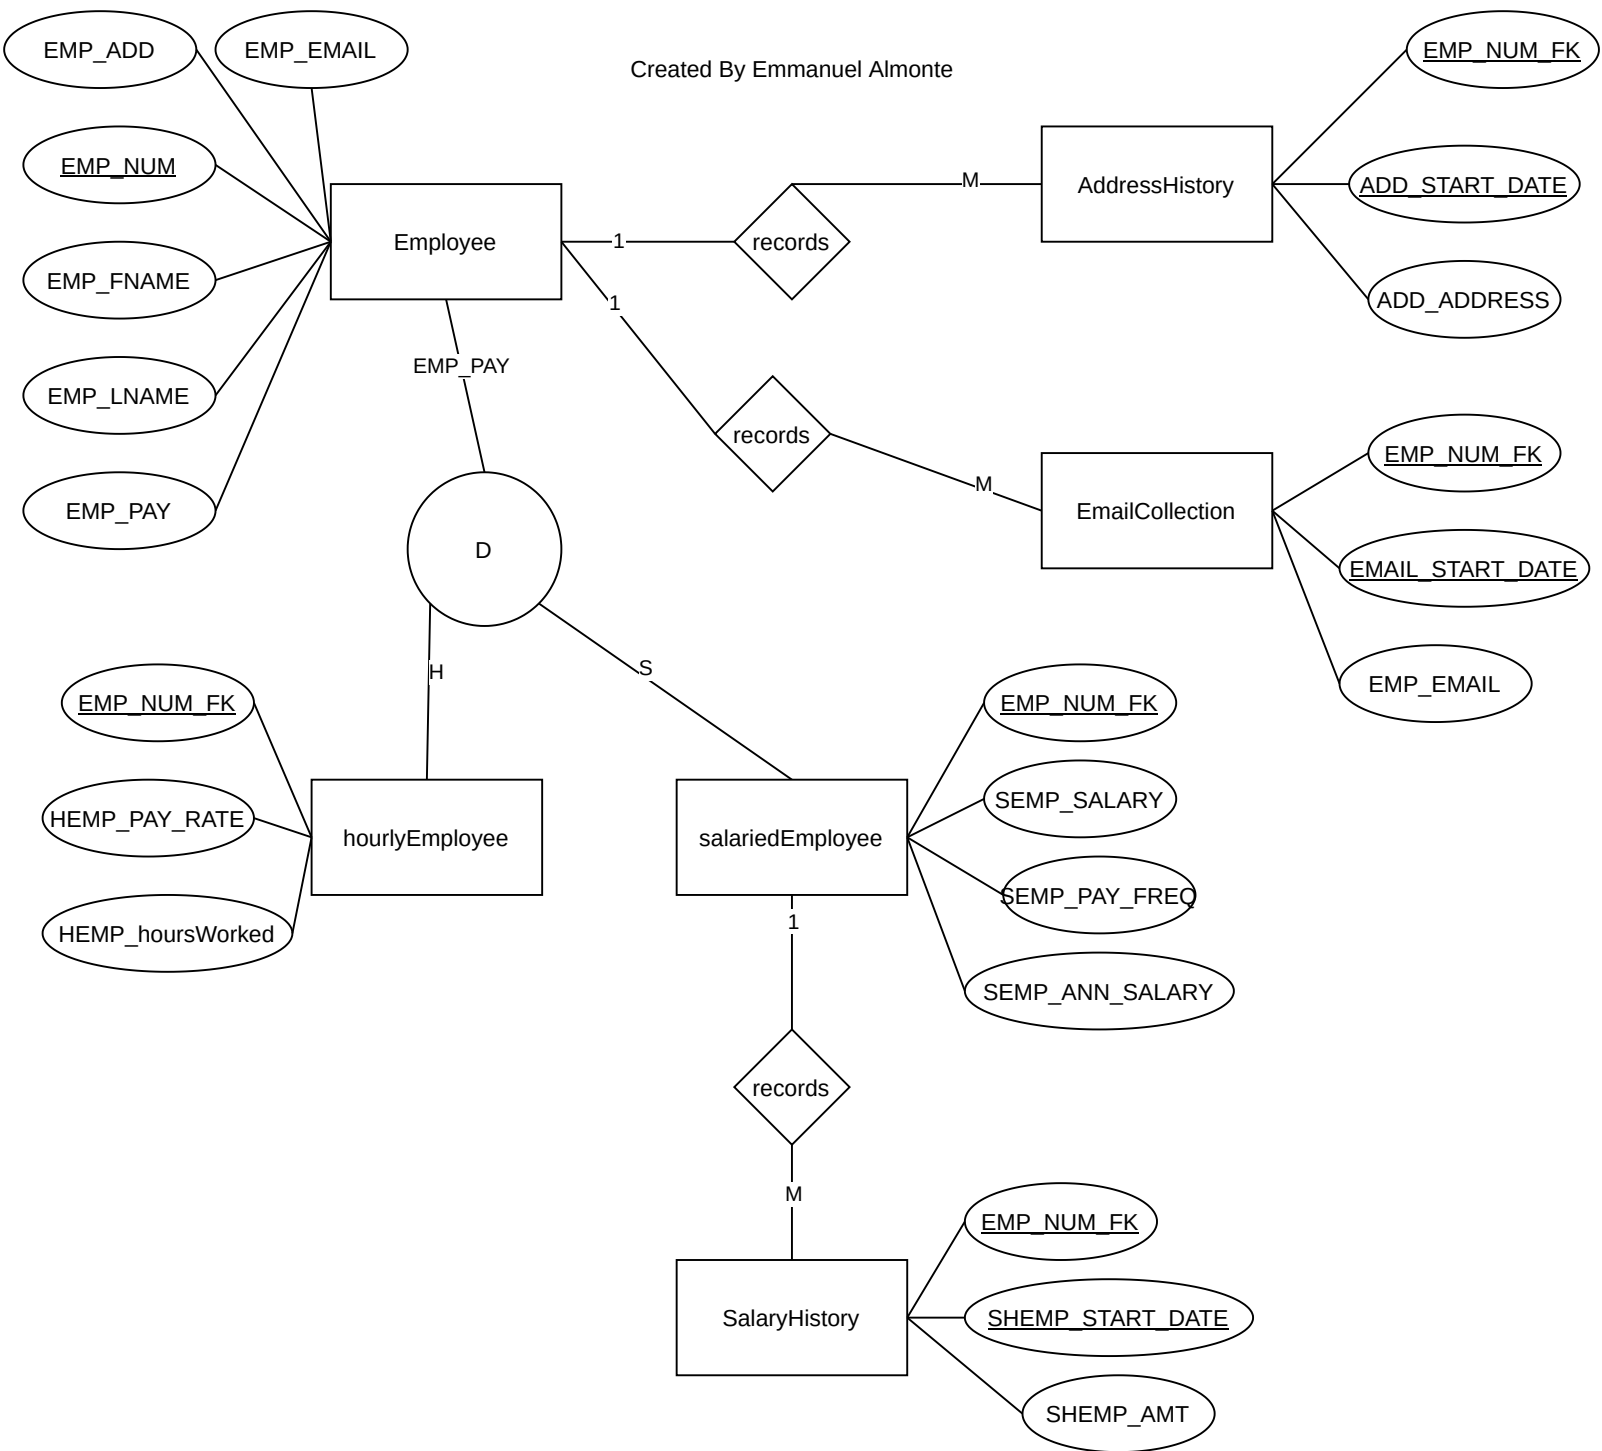 EMP_ADD
EMP_EMAIL
Created By Emmanuel Almonte
EMP_NUM_FK
EMP_NUM
AddressHistory
M
ADD_START_DATE
Employee
1
records
EMP_FNAME
ADD_ADDRESS
1
EMP_PAY
EMP_LNAME
records
EMP_NUM_FK
M
EmailCollection
EMP_PAY
D
EMAIL_START_DATE
H
S
EMP_EMAIL
EMP_NUM_FK
EMP_NUM_FK
SEMP_SALARY
HEMP_PAY_RATE
hourlyEmployee
salariedEmployee
SEMP_PAY_FREQ
1
HEMP_hoursWorked
SEMP_ANN_SALARY
records
M
EMP_NUM_FK
SalaryHistory
SHEMP_START_DATE
SHEMP_AMT